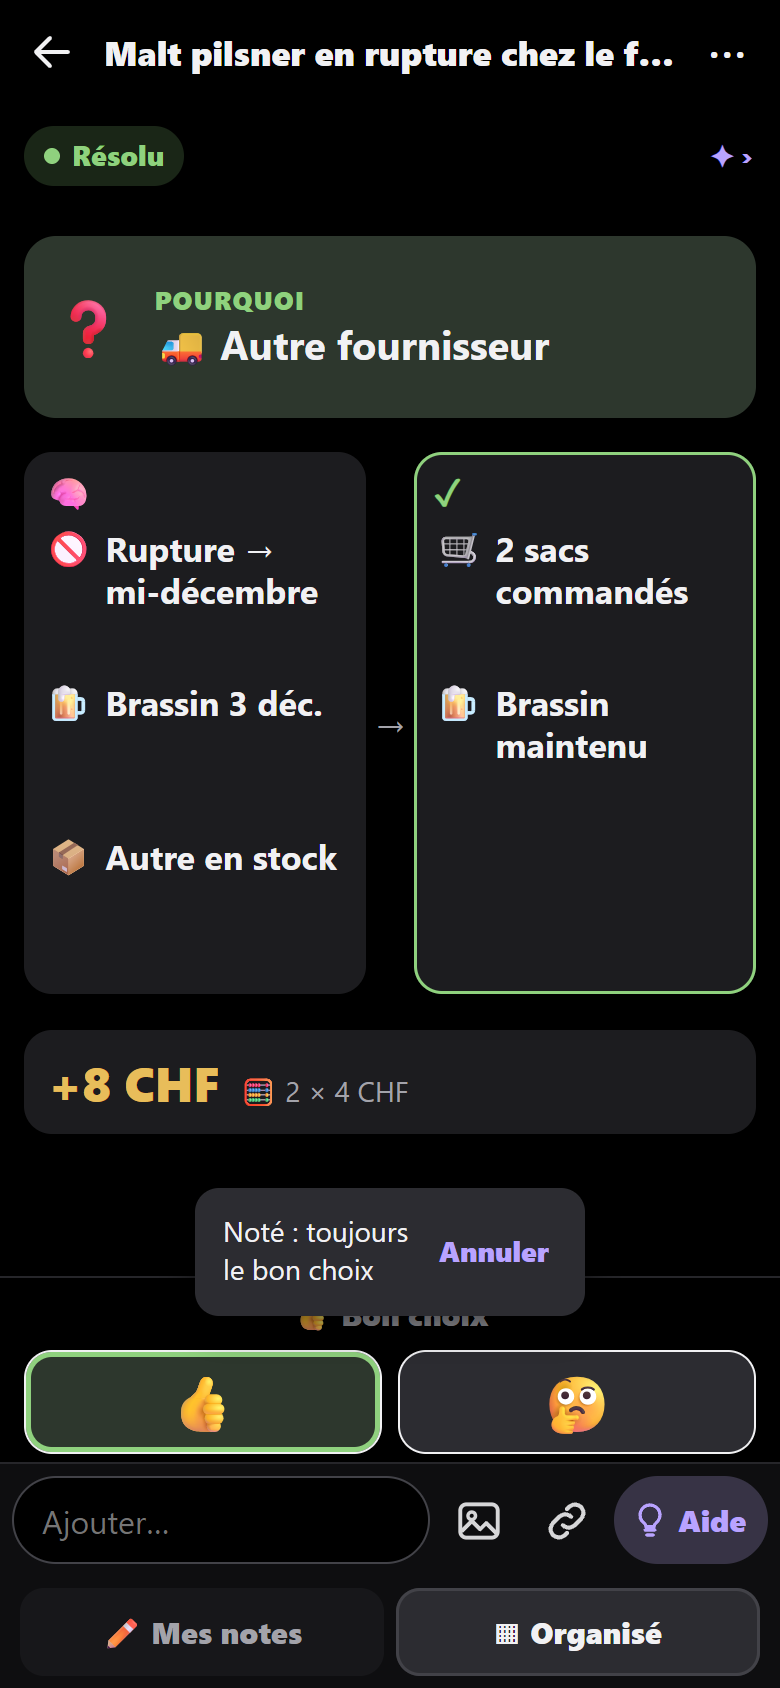 Malt pilsner en rupture chez le f...
Résolu
POURQUOI
Autre fournisseur
Rupture →
mi-décembre
Brassin 3 déc.
Autre en stock
→
2 sacs
commandés
Brassin
maintenu
+8 CHF 2 × 4 CHF
Noté : toujours
le bon choix
Annuler
Bon choix
Ajouter...
Aide
Mes notes
Organisé